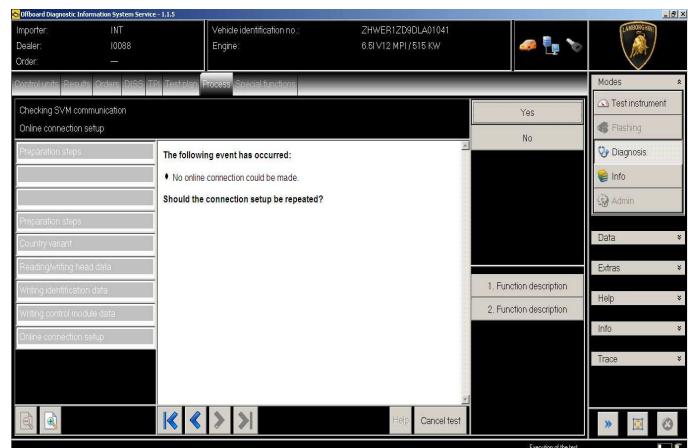 Offboard Diagnostic Information System Service - 1.1.5
Importer: INT
Dealer: I0088
Order: —
Vehicle identification no.: ZHWER1ZD9DLA01041
Engine: 6.5l V12 MPI / 515 KW
LAMBORGHINI
Control units Results Orders DISS TPI Test plan Process Special functions
Checking SVM communication
Online connection setup
Yes
No
Preparation steps
The following event has occurred:
No online connection could be made.
Should the connection setup be repeated?
Preparation steps
Country variant
Reading/writing head data
Writing identification data
Writing control module data
Online connection setup
1. Function description
2. Function description
Help
Cancel test
Modes
Test instrument
Flashing
Diagnosis
Info
Admin
Data
Extras
Help
Info
Trace
Execution of the test